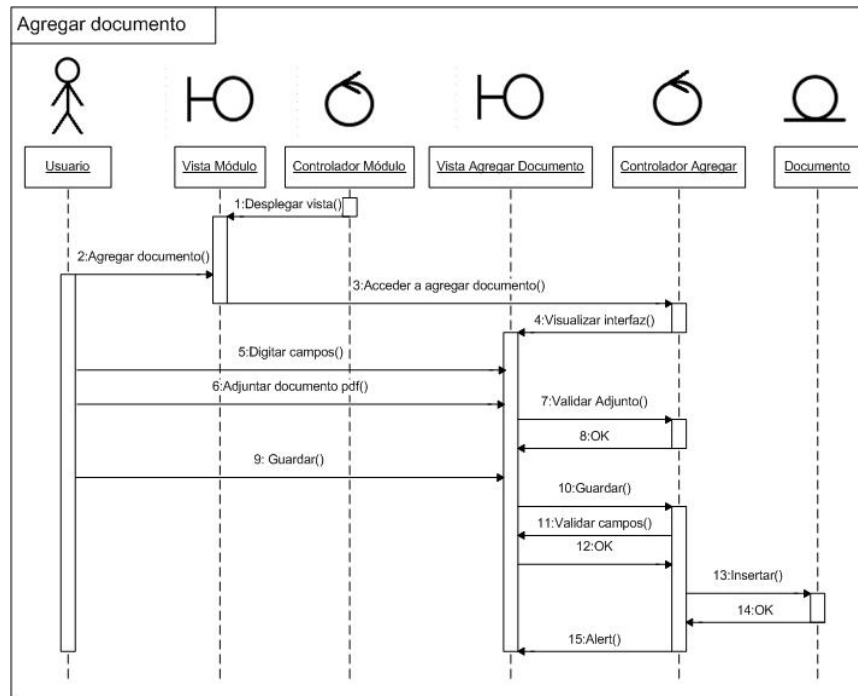 Agregar documento
Usuario
Vista Módulo
Controlador Módulo
Vista Agregar Documento
Controlador Agregar
Documento
1:Desplegar vista()
2:Agregar documento()
3:Acceder a agregar documento()
4:Visualizar interfaz()
5:Digitar campos()
6:Adjuntar documento pdf()
7:Validar Adjunto()
8:OK
9: Guardar()
10:Guardar()
11:Validar campos()
12:OK
13:Insertar()
14:OK
15:Alert()